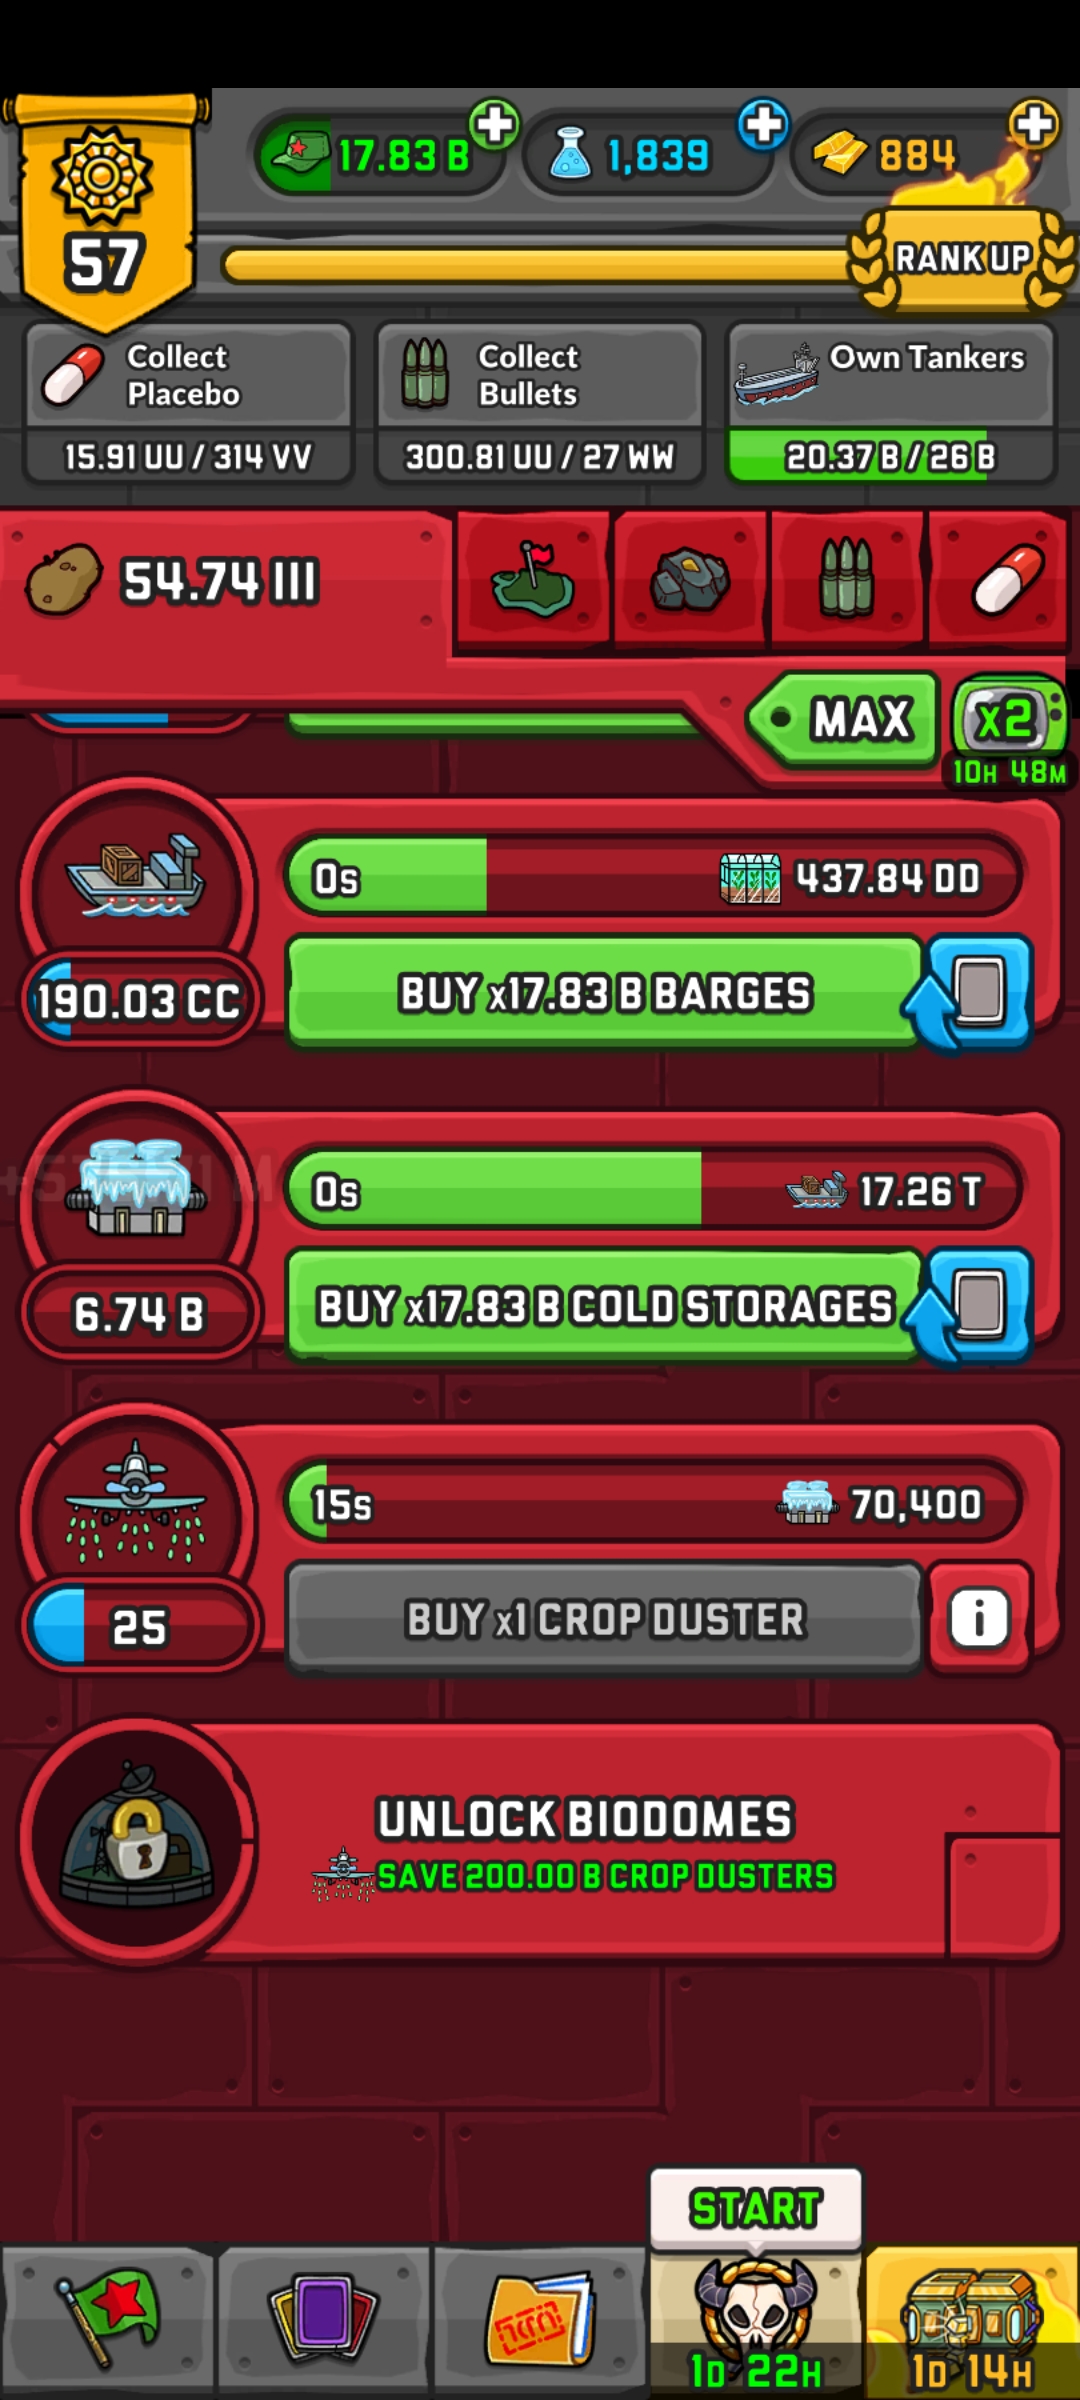 17.83 B
1,839
884
57
RANK UP
Collect
Placebo
15.91 UU / 314 VV
Collect
Bullets
300.81 UU / 27 WW
Own Tankers
20.37 B / 26 B
54.74 III
MAX
x2
10H 48M
0s
437.84 DD
190.03 CC
BUY x17.83 B BARGES
0s
17.26 T
6.74 B
BUY x17.83 B COLD STORAGES
15s
70,400
25
BUY x1 CROP DUSTER
i
UNLOCK BIODOMES
SAVE 200.00 B CROP DUSTERS
START
1D 22H
1D 14H